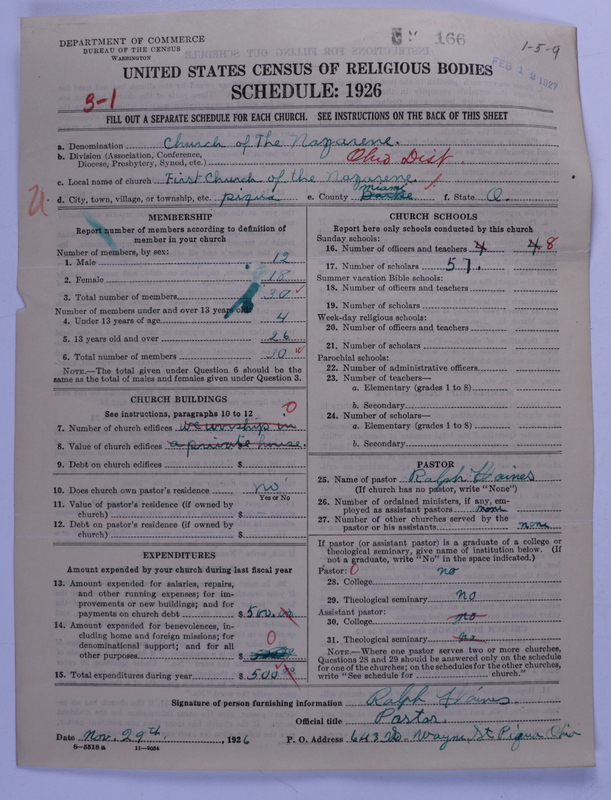 DEPARTMENT OF COMMERCE
BUREAU OF THE CENSUS
WASHINGTON
166
1-5-9
FEB 12 1927
UNITED STATES CENSUS OF RELIGIOUS BODIES
SCHEDULE: 1926
3-1
FILL OUT A SEPARATE SCHEDULE FOR EACH CHURCH. SEE INSTRUCTIONS ON THE BACK OF THIS SHEET
a. Denomination Church of The Nazarene.
b. Division (Association, Conference, Diocese, Presbytery, Synod, etc.) Ohio Dist.
c. Local name of church First Church of the Nazarene
d. City, town, village, or township, etc. Piqua e. County Miami f. State O.
MEMBERSHIP
Report number of members according to definition of member in your church
Number of members, by sex:
1. Male 12
2. Female 18
3. Total number of members 30
Number of members under and over 13 years old:
4. Under 13 years of age 4
5. 13 years old and over 26
6. Total number of members 30
NOTE.—The total given under Question 6 should be the same as the total of males and females given under Question 3.
CHURCH BUILDINGS
See instructions, paragraphs 10 to 12
0
7. Number of church edifices we worship in
8. Value of church edifices a private house.
9. Debt on church edifices $
10. Does church own pastor's residence no
Yes or No
11. Value of pastor's residence (if owned by church) $
12. Debt on pastor's residence (if owned by church) $
EXPENDITURES
Amount expended by your church during last fiscal year
13. Amount expended for salaries, repairs, and other running expenses; for improvements or new buildings; and for payments on church debt $500.00
14. Amount expended for benevolences, including home and foreign missions; for denominational support; and for all other purposes $ 0
15. Total expenditures during year $500.00
CHURCH SCHOOLS
Report here only schools conducted by this church
Sunday schools:
16. Number of officers and teachers 4 4 8
17. Number of scholars 57.
Summer vacation Bible schools:
18. Number of officers and teachers
19. Number of scholars
Week-day religious schools:
20. Number of officers and teachers
21. Number of scholars
Parochial schools:
22. Number of administrative officers
23. Number of teachers—
a. Elementary (grades 1 to 8)
b. Secondary
24. Number of scholars—
a. Elementary (grades 1 to 8)
b. Secondary
PASTOR
25. Name of pastor Ralph Haines
(If church has no pastor, write "None")
26. Number of ordained ministers, if any, employed as assistant pastors none
27. Number of other churches served by the pastor or his assistants none
If pastor (or assistant pastor) is a graduate of a college or theological seminary, give name of institution below. (If not a graduate, write "No" in the space indicated.)
Pastor: 0
28. College no
29. Theological seminary No
Assistant pastor:
30. College no
31. Theological seminary no
NOTE.—Where one pastor serves two or more churches, Questions 28 and 29 should be answered only on the schedule for one of the churches; on the schedules for the other churches, write "See schedule for church."
Signature of person furnishing information Ralph Haines
Official title Pastor
Date Nov. 29th, 1926 P. O. Address 643 So. Wayne St Piqua Ohio
8-5518a 11-9034